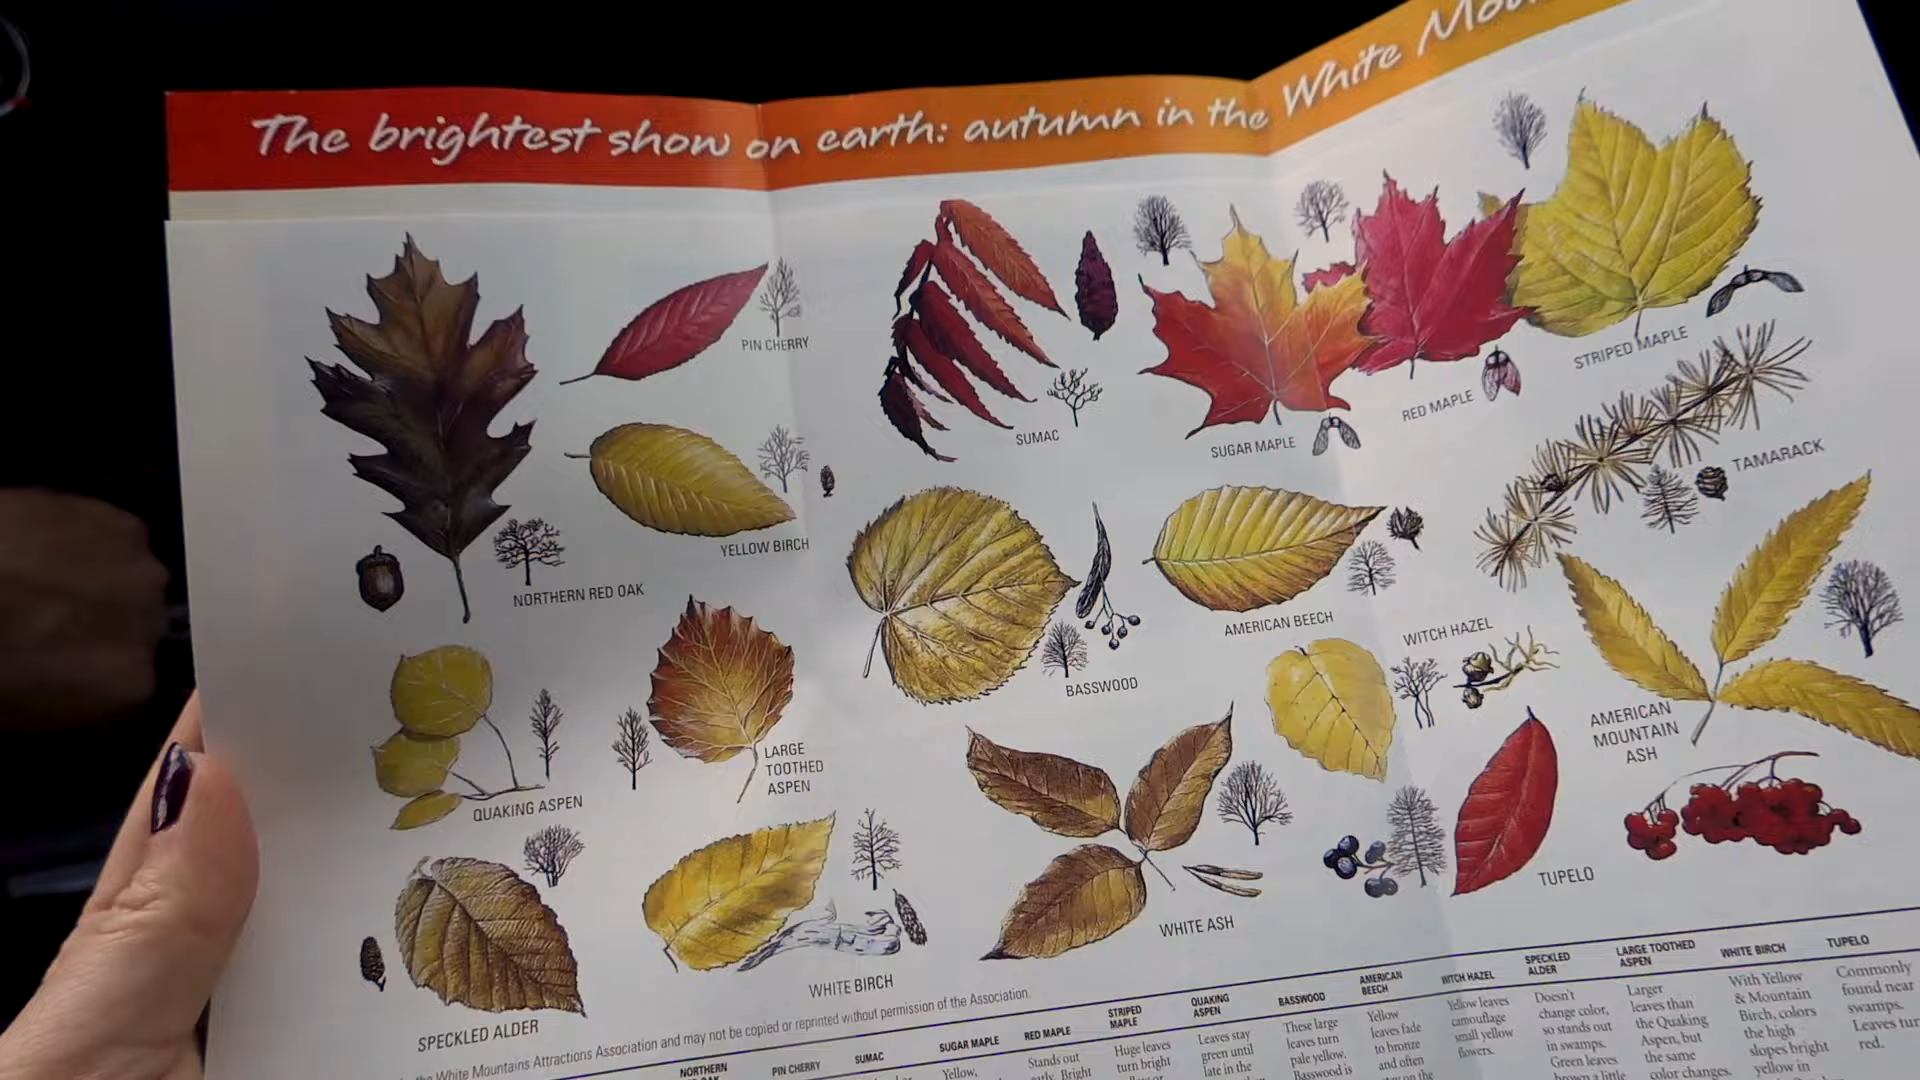 The brightest show on earth: autumn in the White
PIN CHERRY
SUMAC
SUGAR MAPLE
RED MAPLE
STRIPED MAPLE
TAMARACK
NORTHERN RED OAK
YELLOW BIRCH
AMERICAN BEECH
WITCH HAZEL
BASSWOOD
AMERICAN
MOUNTAIN
ASH
QUAKING ASPEN
LARGE
TOOTHED
ASPEN
TUPELO
WHITE ASH
WHITE BIRCH
SPECKLED ALDER
the White Mountains Attractions Association and may not be copied or reprinted without permission of the Association.
NORTHERN
PIN CHERRY
SUMAC
SUGAR MAPLE
Yellow,
RED MAPLE
Stands out
Bright
STRIPED
MAPLE
Huge leaves
turn bright
QUAKING
ASPEN
Leaves stay
green until
late in the
BASSWOOD
These large
leaves turn
pale yellow.
Basswood is
AMERICAN
BEECH
Yellow
leaves fade
to bronze
and often
WITCH HAZEL
Yellow leaves
camouflage
small yellow
flowers.
SPECKLED
ALDER
Doesn't
change color,
so stands out
in swamps.
Green leaves
brown a little
LARGE TOOTHED
ASPEN
Larger
leaves than
the Quaking
Aspen, but
the same
color changes.
WHITE BIRCH
With Yellow
& Mountain
Birch, colors
the high
slopes bright
yellow in
TUPELO
Commonly
found near
swamps.
Leaves
red.